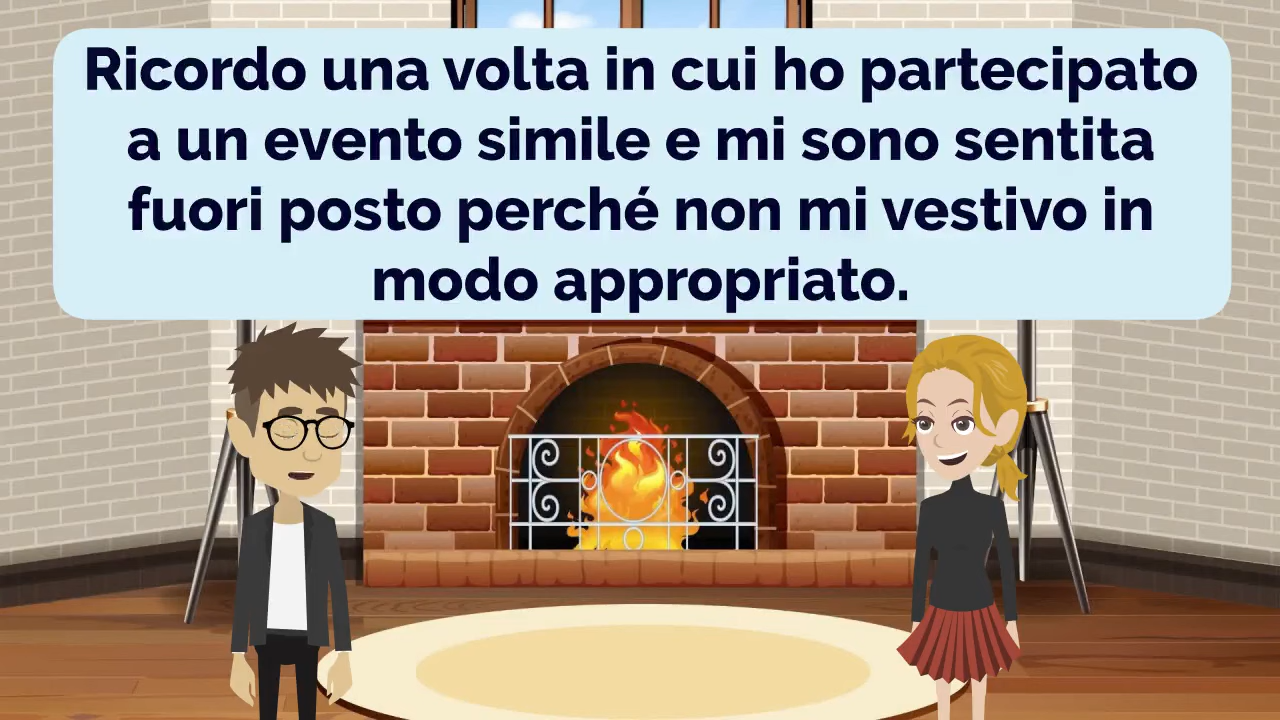 Ricordo una volta in cui ho partecipato
a un evento simile e mi sono sentita
fuori posto perché non mi vestivo in
modo appropriato.